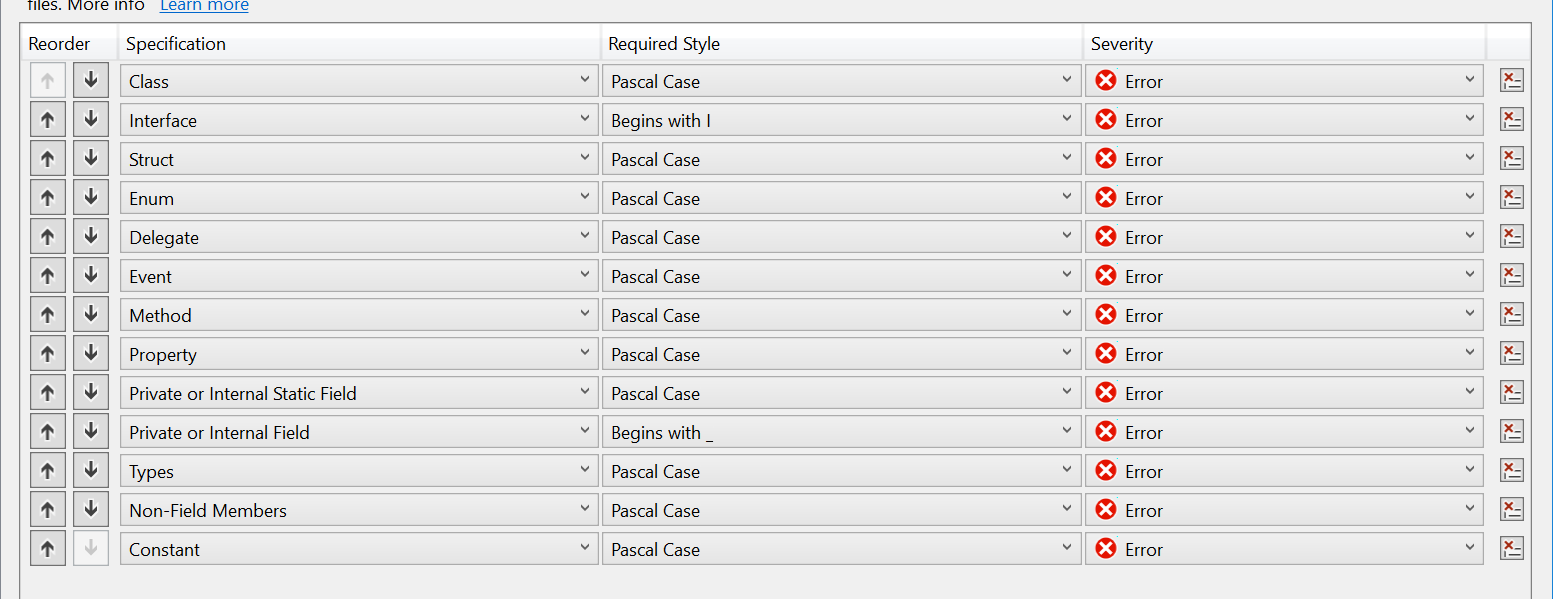 files. More info Learn more
Reorder Specification Required Style Severity
Class Pascal Case Error
Interface Begins with I Error
Struct Pascal Case Error
Enum Pascal Case Error
Delegate Pascal Case Error
Event Pascal Case Error
Method Pascal Case Error
Property Pascal Case Error
Private or Internal Static Field Pascal Case Error
Private or Internal Field Begins with _ Error
Types Pascal Case Error
Non-Field Members Pascal Case Error
Constant Pascal Case Error